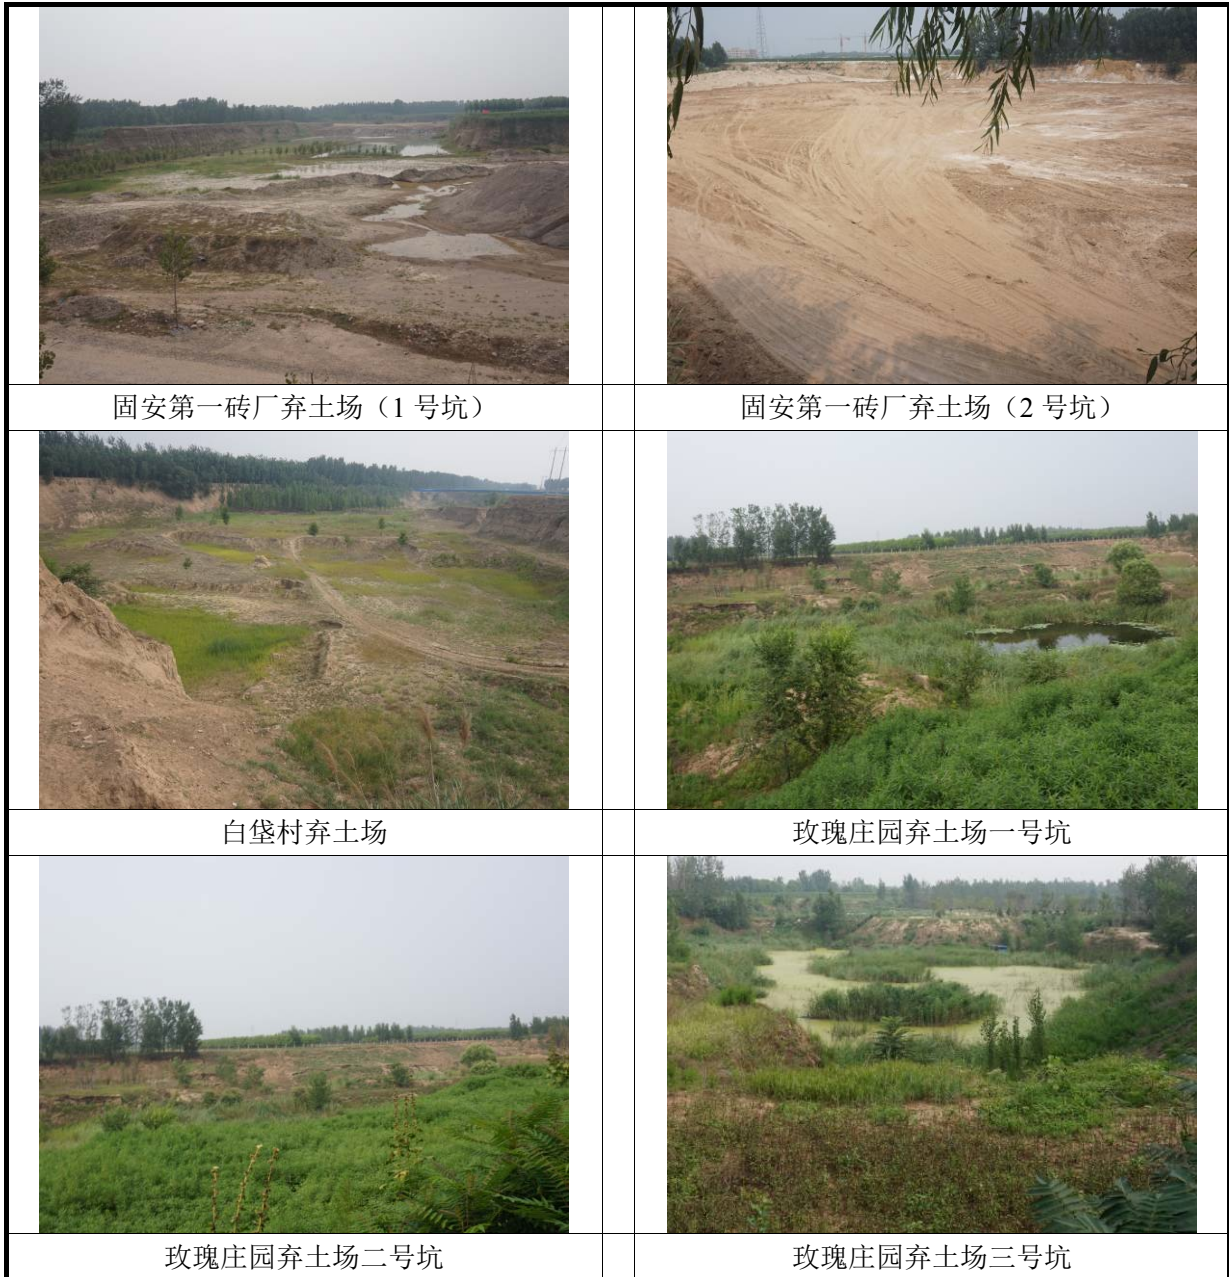 固安第一砖厂弃土场（1 号坑）
固安第一砖厂弃土场（2 号坑）
白垡村弃土场
玫瑰庄园弃土场一号坑
玫瑰庄园弃土场二号坑
玫瑰庄园弃土场三号坑